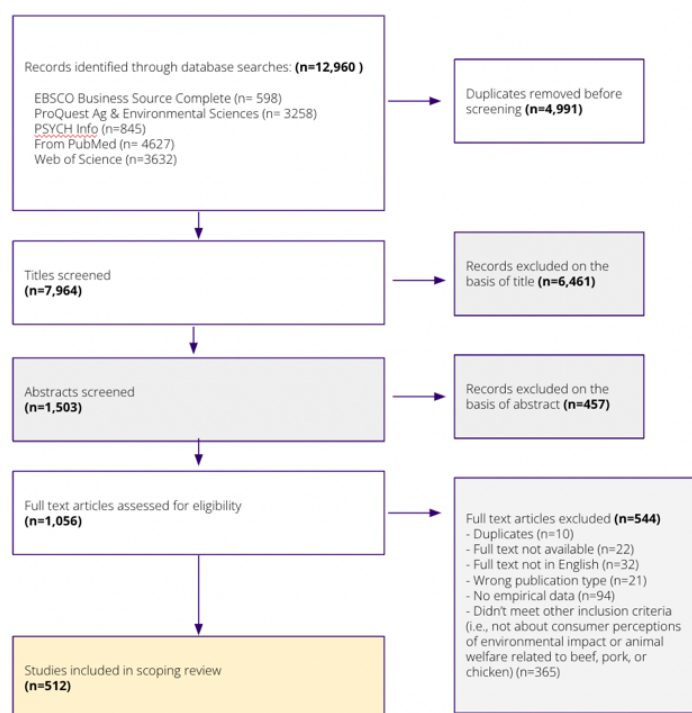 Records identified through database searches: (n=12,960 )
EBSCO Business Source Complete (n= 598)
ProQuest Ag & Environmental Sciences (n= 3258)
PSYCH Info (n=845)
From PubMed (n= 4627)
Web of Science (n=3632)
Duplicates removed before
screening (n=4,991)
Titles screened
(n=7,964)
Records excluded on the
basis of title (n=6,461)
Abstracts screened
(n=1,503)
Records excluded on the
basis of abstract (n=457)
Full text articles assessed for eligibility
(n=1,056)
Full text articles excluded (n=544)
- Duplicates (n=10)
- Full text not available (n=22)
- Full text not in English (n=32)
- Wrong publication type (n=21)
- No empirical data (n=94)
- Didn't meet other inclusion criteria
(i.e., not about consumer perceptions
of environmental impact or animal
welfare related to beef, pork, or
chicken) (n=365)
Studies included in scoping review
(n=512)